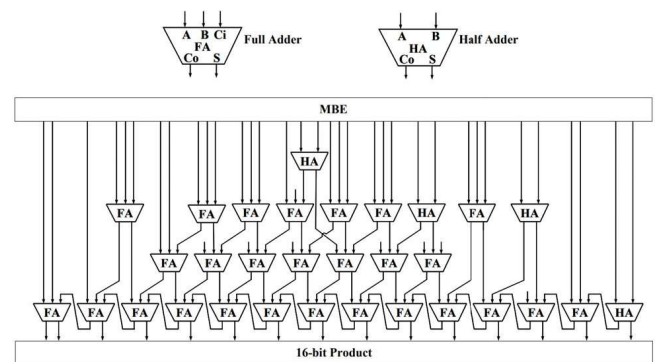 A B Ci
FA
Co S
Full Adder
A B
HA
Co S
Half Adder
MBE
HA
FA FA FA FA FA FA HA FA HA
FA FA FA FA FA FA FA
FA FA FA FA FA FA FA FA FA FA FA FA FA HA
16-bit Product